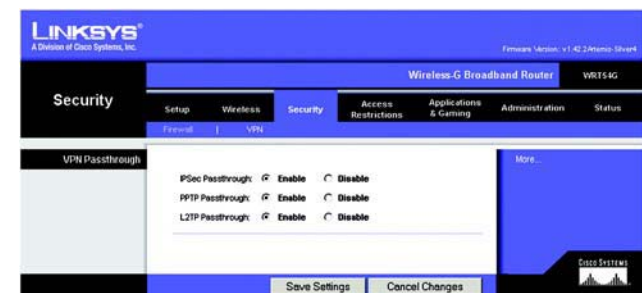 LINKSYS®
A Division of Cisco Systems, Inc.
Firmware Version: v1.42.2Artemis-Silver4
Wireless-G Broadband Router WRT54G
Security
Setup Wireless Security Access Restrictions Applications & Gaming Administration Status
Firewall | VPN
VPN Passthrough
More...
IPSec Passthrough: Enable Disable
PPTP Passthrough: Enable Disable
L2TP Passthrough: Enable Disable
CISCO SYSTEMS
Save Settings Cancel Changes